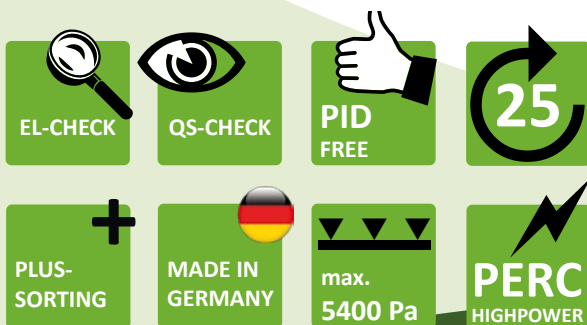 EL-CHECK
QS-CHECK
PID
FREE
25
PLUS-
SORTING
MADE IN
GERMANY
max.
5400 Pa
PERC
HIGHPOWER